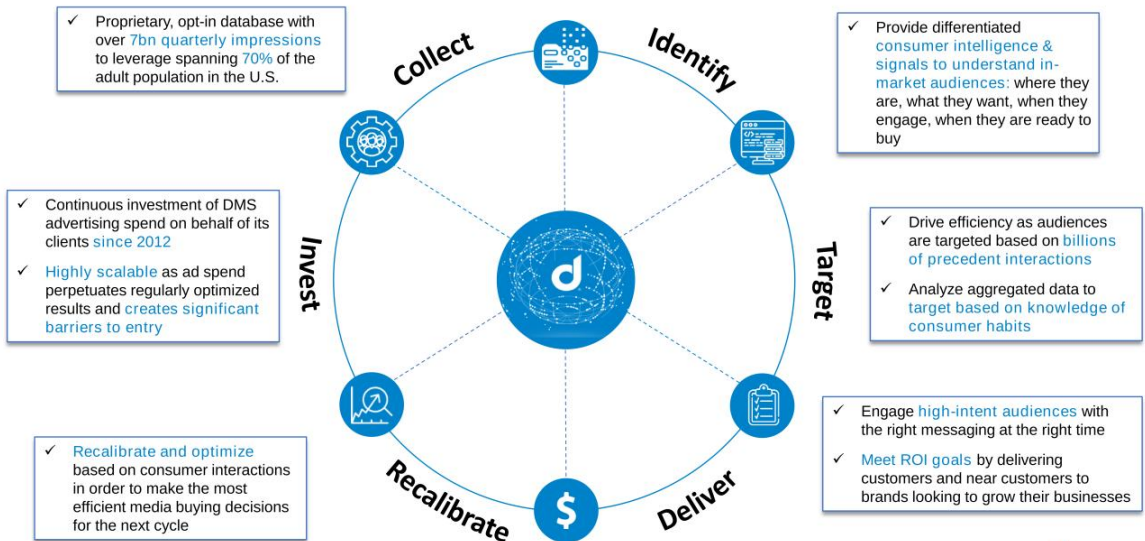 ✓ Proprietary, opt-in database with
over 7bn quarterly impressions
to leverage spanning 70% of the
adult population in the U.S.
Collect
Identify
✓ Provide differentiated
consumer intelligence &
signals to understand in-
market audiences: where they
are, what they want, when they
engage, when they are ready to
buy
✓ Continuous investment of DMS
advertising spend on behalf of its
clients since 2012
✓ Highly scalable as ad spend
perpetuates regularly optimized
results and creates significant
barriers to entry
Invest
d
Target
✓ Drive efficiency as audiences
are targeted based on billions
of precedent interactions
✓ Analyze aggregated data to
target based on knowledge of
consumer habits
✓ Recalibrate and optimize
based on consumer interactions
in order to make the most
efficient media buying decisions
for the next cycle
Recalibrate
$
Deliver
✓ Engage high-intent audiences with
the right messaging at the right time
✓ Meet ROI goals by delivering
customers and near customers to
brands looking to grow their businesses